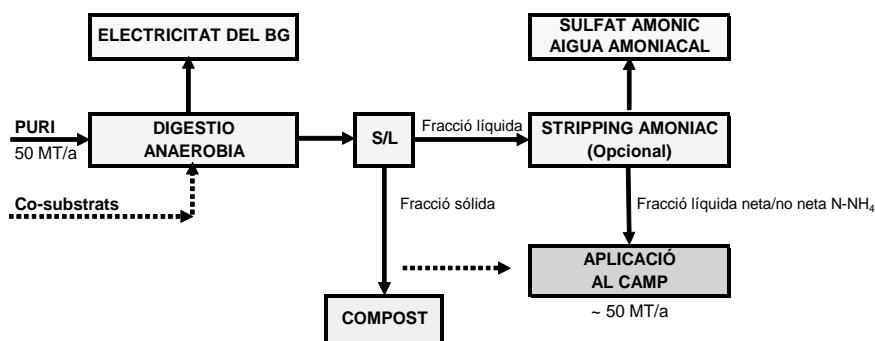 ELECTRICITAT DEL BG
SULFAT AMONIC
AIGUA AMONIACAL
PURI
50 MT/a
DIGESTIO
ANAEROBIA
S/L
Fracció líquida
STRIPPING AMONIAC
(Opcional)
Co-substrats
Fracció sólida
Fracció líquida neta/no neta N-NH₄
APLICACIÓ
AL CAMP
COMPOST
~ 50 MT/a